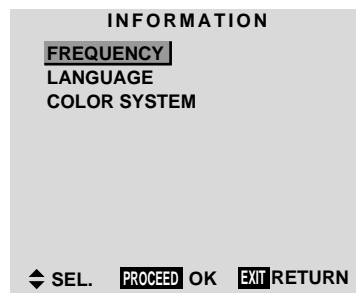 INFORMATION
FREQUENCY
LANGUAGE
COLOR SYSTEM
SEL. PROCEED OK EXIT RETURN